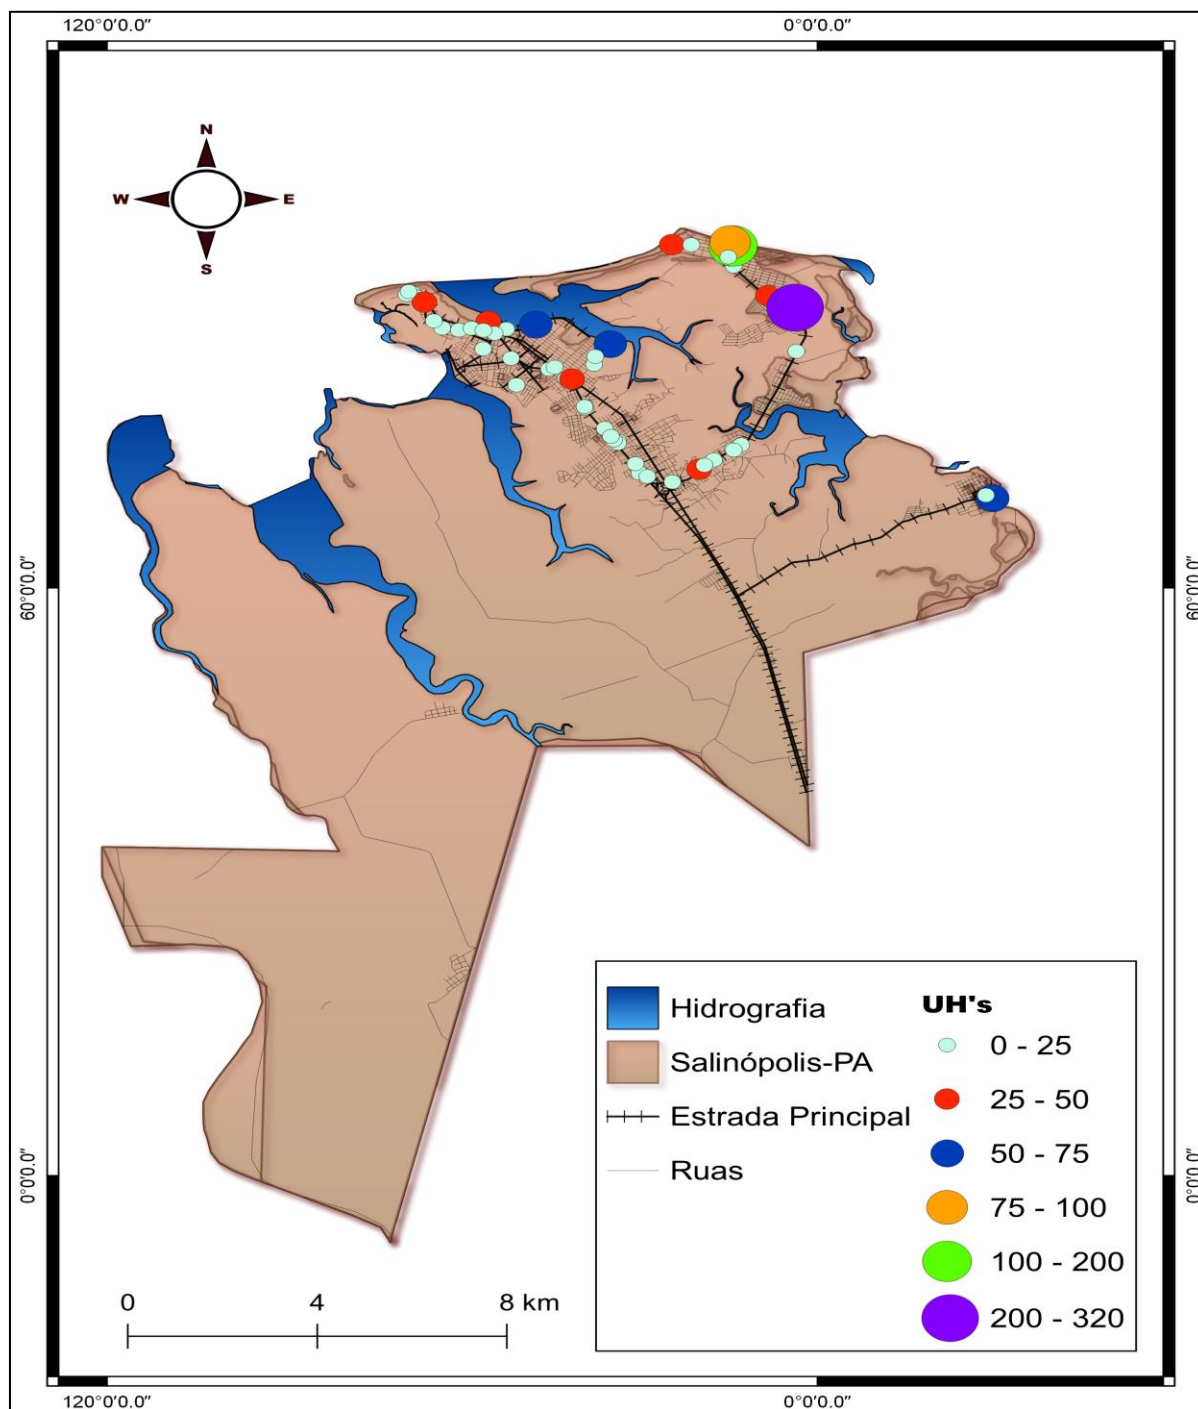 120°0′0.0″ 0°0′0.0″
N
W E
S
60°0′0.0″ 60°0′0.0″
Hidrografia
Salinópolis-PA
Estrada Principal
Ruas
UH's
0 - 25
25 - 50
50 - 75
75 - 100
100 - 200
200 - 320
0°0′0.0″ 0°0′0.0″
0 4 8 km
120°0′0.0″ 0°0′0.0″